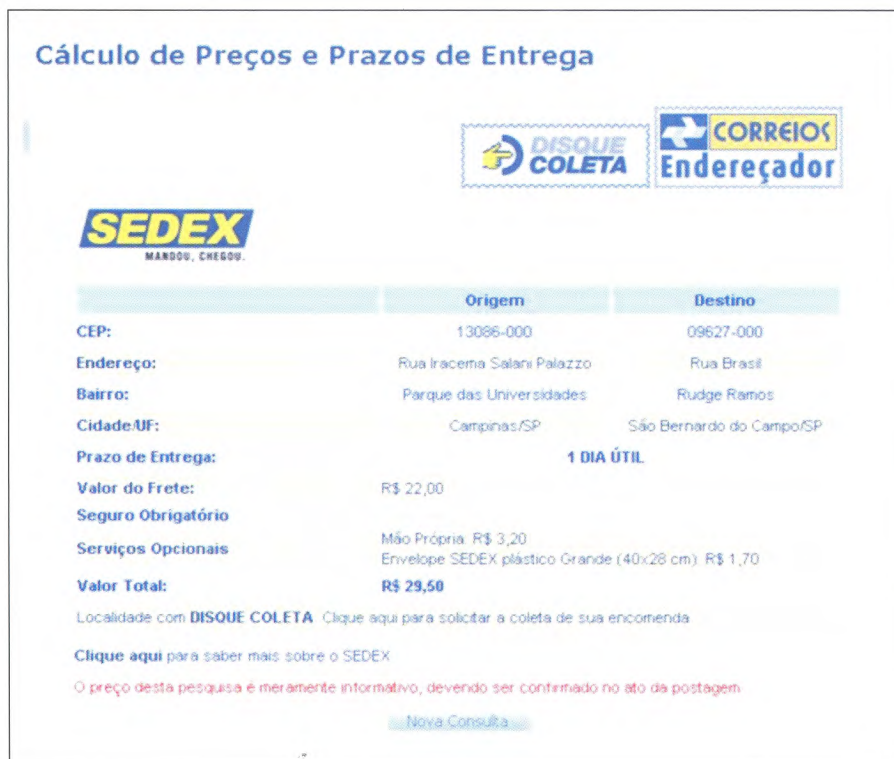 Cálculo de Preços e Prazos de Entrega
DISQUE COLETA
CORREIOS
Endereçador
SEDEX
MANDOU, CHEGOU.
Origem Destino
CEP: 13086-000 09627-000
Endereço: Rua Iracema Salani Palazzo Rua Brasil
Bairro: Parque das Universidades Rudge Ramos
Cidade/UF: Campinas/SP São Bernardo do Campo/SP
Prazo de Entrega: 1 DIA ÚTIL
Valor do Frete: R$ 22,00
Seguro Obrigatório
Serviços Opcionais Mão Própria: R$ 3,20
Envelope SEDEX plástico Grande (40x28 cm): R$ 1,70
Valor Total: R$ 29,50
Localidade com DISQUE COLETA. Clique aqui para solicitar a coleta de sua encomenda
Clique aqui para saber mais sobre o SEDEX
O preço desta pesquisa é meramente informativo, devendo ser confirmado no ato da postagem
Nova Consulta